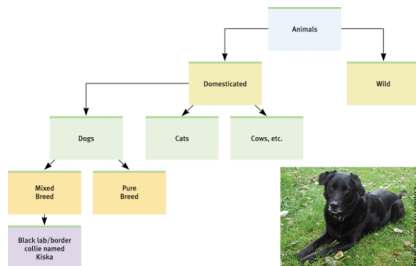 Animals
Domesticated
Wild
Dogs
Cats
Cows, etc.
Mixed
Breed
Pure
Breed
Black lab/border
collie named
Kiska